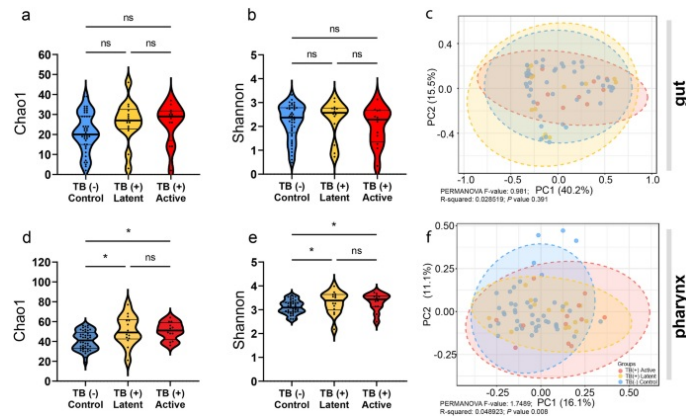 a
ns
ns
ns
Chao1
60
50
40
30
20
10
0
TB (-)
Control
TB (+)
Latent
TB (+)
Active
b
ns
ns
ns
Shannon
5
4
3
2
1
0
TB (-)
Control
TB (+)
Latent
TB (+)
Active
c
PC2 (15.5%)
0.4
0.0
-0.4
-1.0
-0.5
0.0
0.5
1.0
PC1 (40.2%)
PERMANOVA F-value: 0.981;
R-squared: 0.028519; P value 0.391
gut
d
*
*
ns
Chao1
120
100
80
60
40
20
0
TB (-)
Control
TB (+)
Latent
TB (+)
Active
e
*
*
ns
Shannon
5
4
3
2
1
0
TB (-)
Control
TB (+)
Latent
TB (+)
Active
f
PC2 (11.1%)
0.50
0.25
0.00
-0.25
Groups
TB(+) Active
TB(+) Latent
TB(-) Control
-0.25
0.00
0.25
0.50
PC1 (16.1%)
PERMANOVA F-value: 1.7489;
R-squared: 0.048923; P value 0.008
pharynx